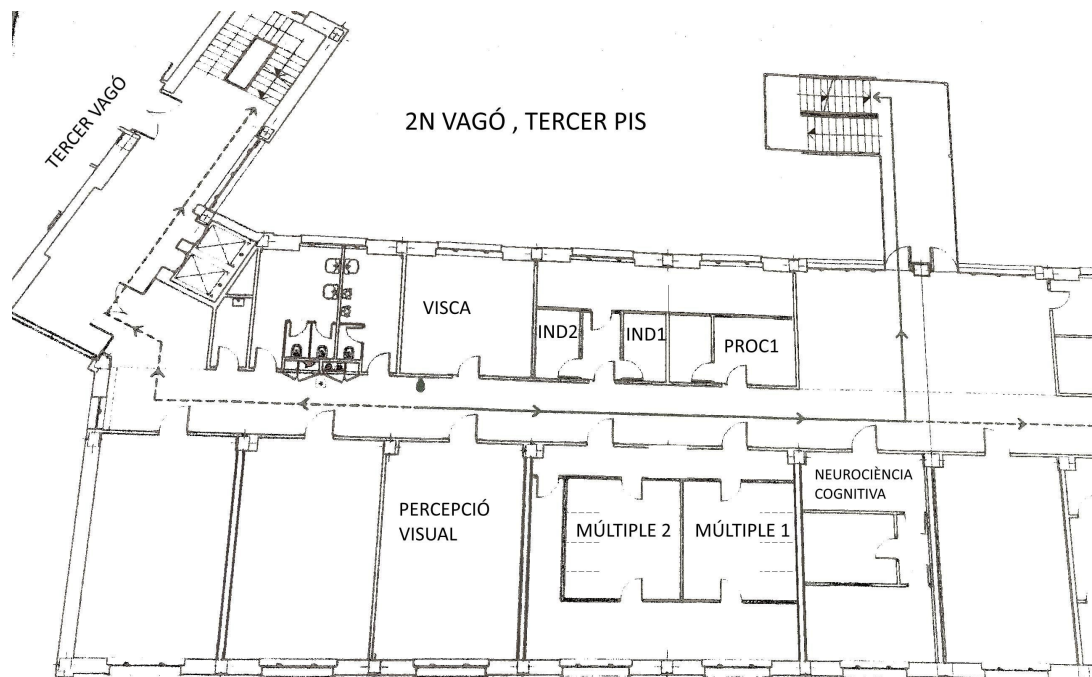 TERCER VAGÓ
2N VAGÓ , TERCER PIS
VISCA
IND2
IND1
PROC1
PERCEPCIÓ
VISUAL
MÚLTIPLE 2
MÚLTIPLE 1
NEUROCIÈNCIA
COGNITIVA